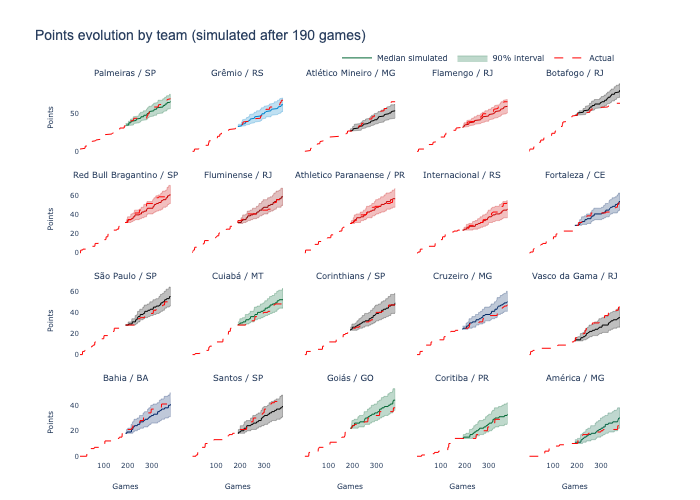 Points evolution by team (simulated after 190 games)
Median simulated 90% interval Actual
Palmeiras / SP Grêmio / RS Atlético Mineiro / MG Flamengo / RJ Botafogo / RJ
Points
50
0
Red Bull Bragantino / SP Fluminense / RJ Athletico Paranaense / PR Internacional / RS Fortaleza / CE
Points
60
40
20
0
São Paulo / SP Cuiabá / MT Corinthians / SP Cruzeiro / MG Vasco da Gama / RJ
Points
60
40
20
0
Bahia / BA Santos / SP Goiás / GO Coritiba / PR América / MG
Points
40
20
0
100 200 300 100 200 300 100 200 300 100 200 300 100 200 300
Games Games Games Games Games